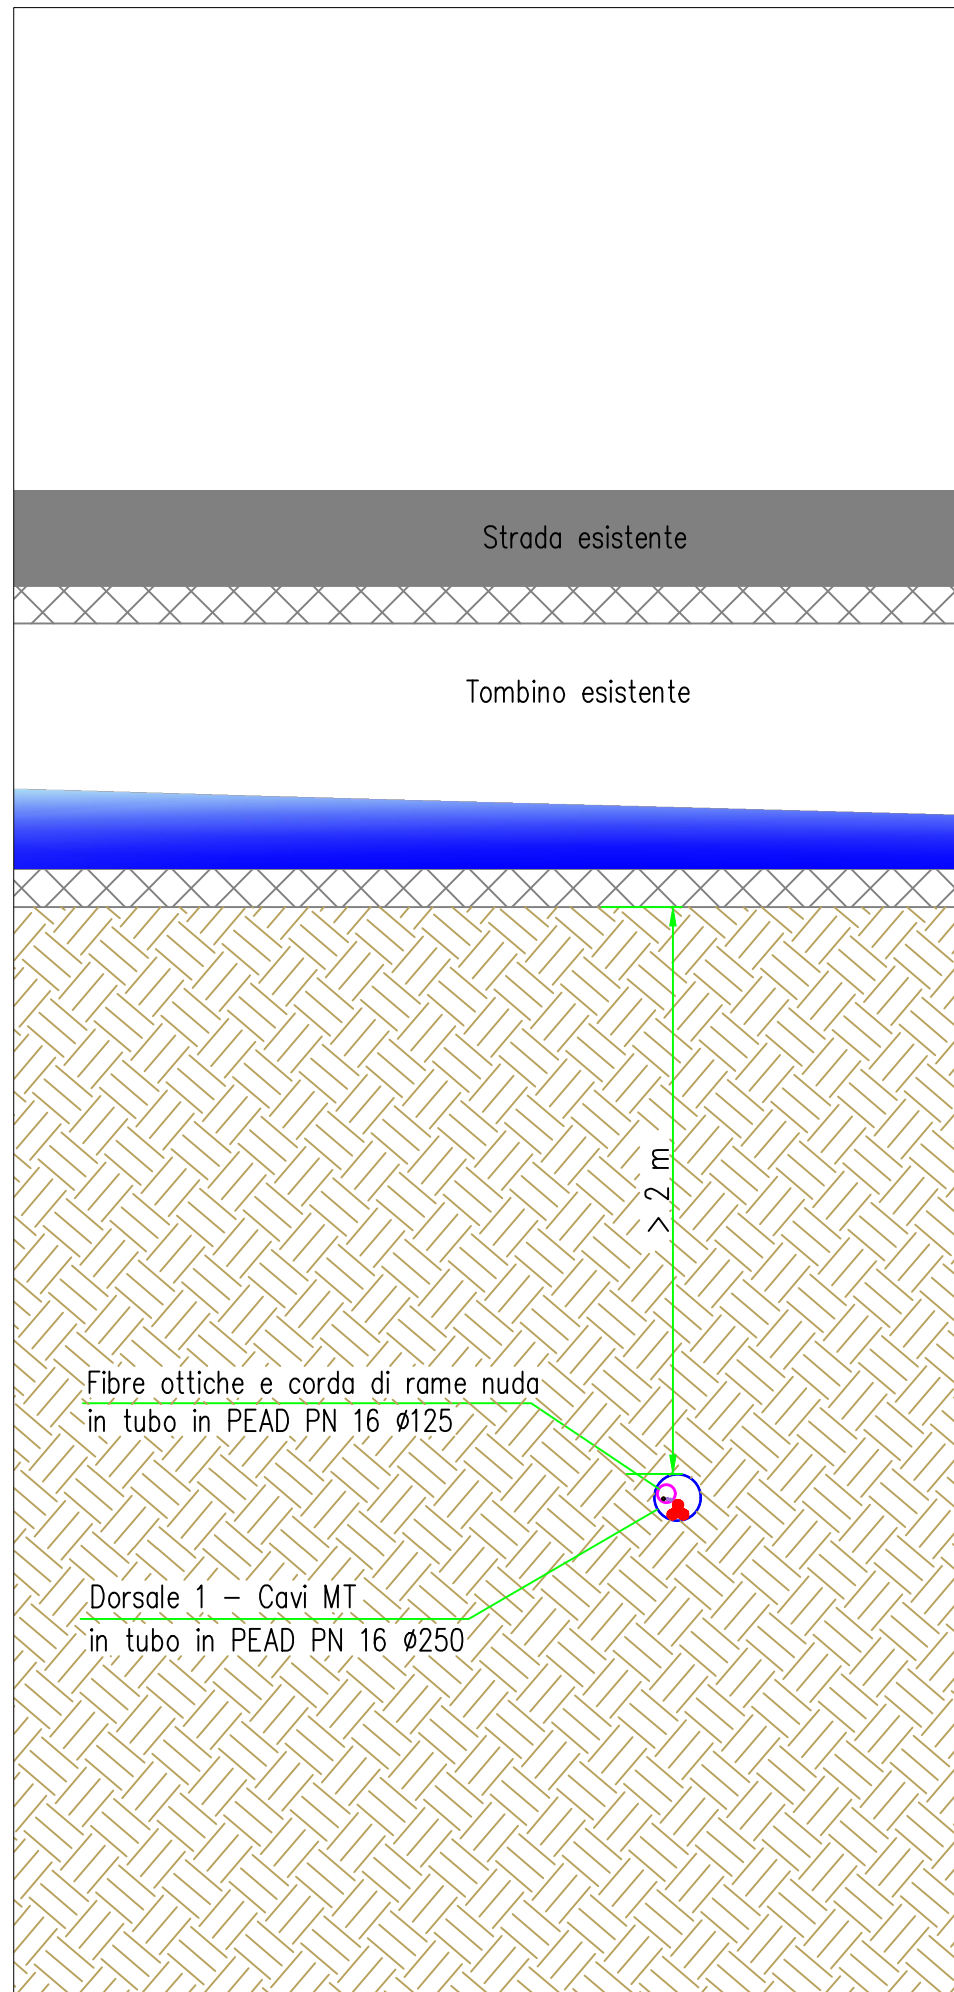 Strada esistente
Tombino esistente
> 2 m
Fibre ottiche e corda di rame nuda
in tubo in PEAD PN 16 ø125
Dorsale 1 – Cavi MT
in tubo in PEAD PN 16 ø250